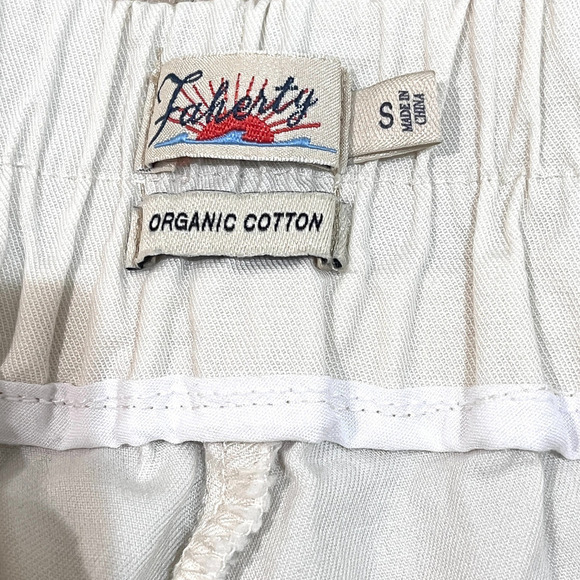 Faherty
S
MADE IN
CHINA
ORGANIC COTTON